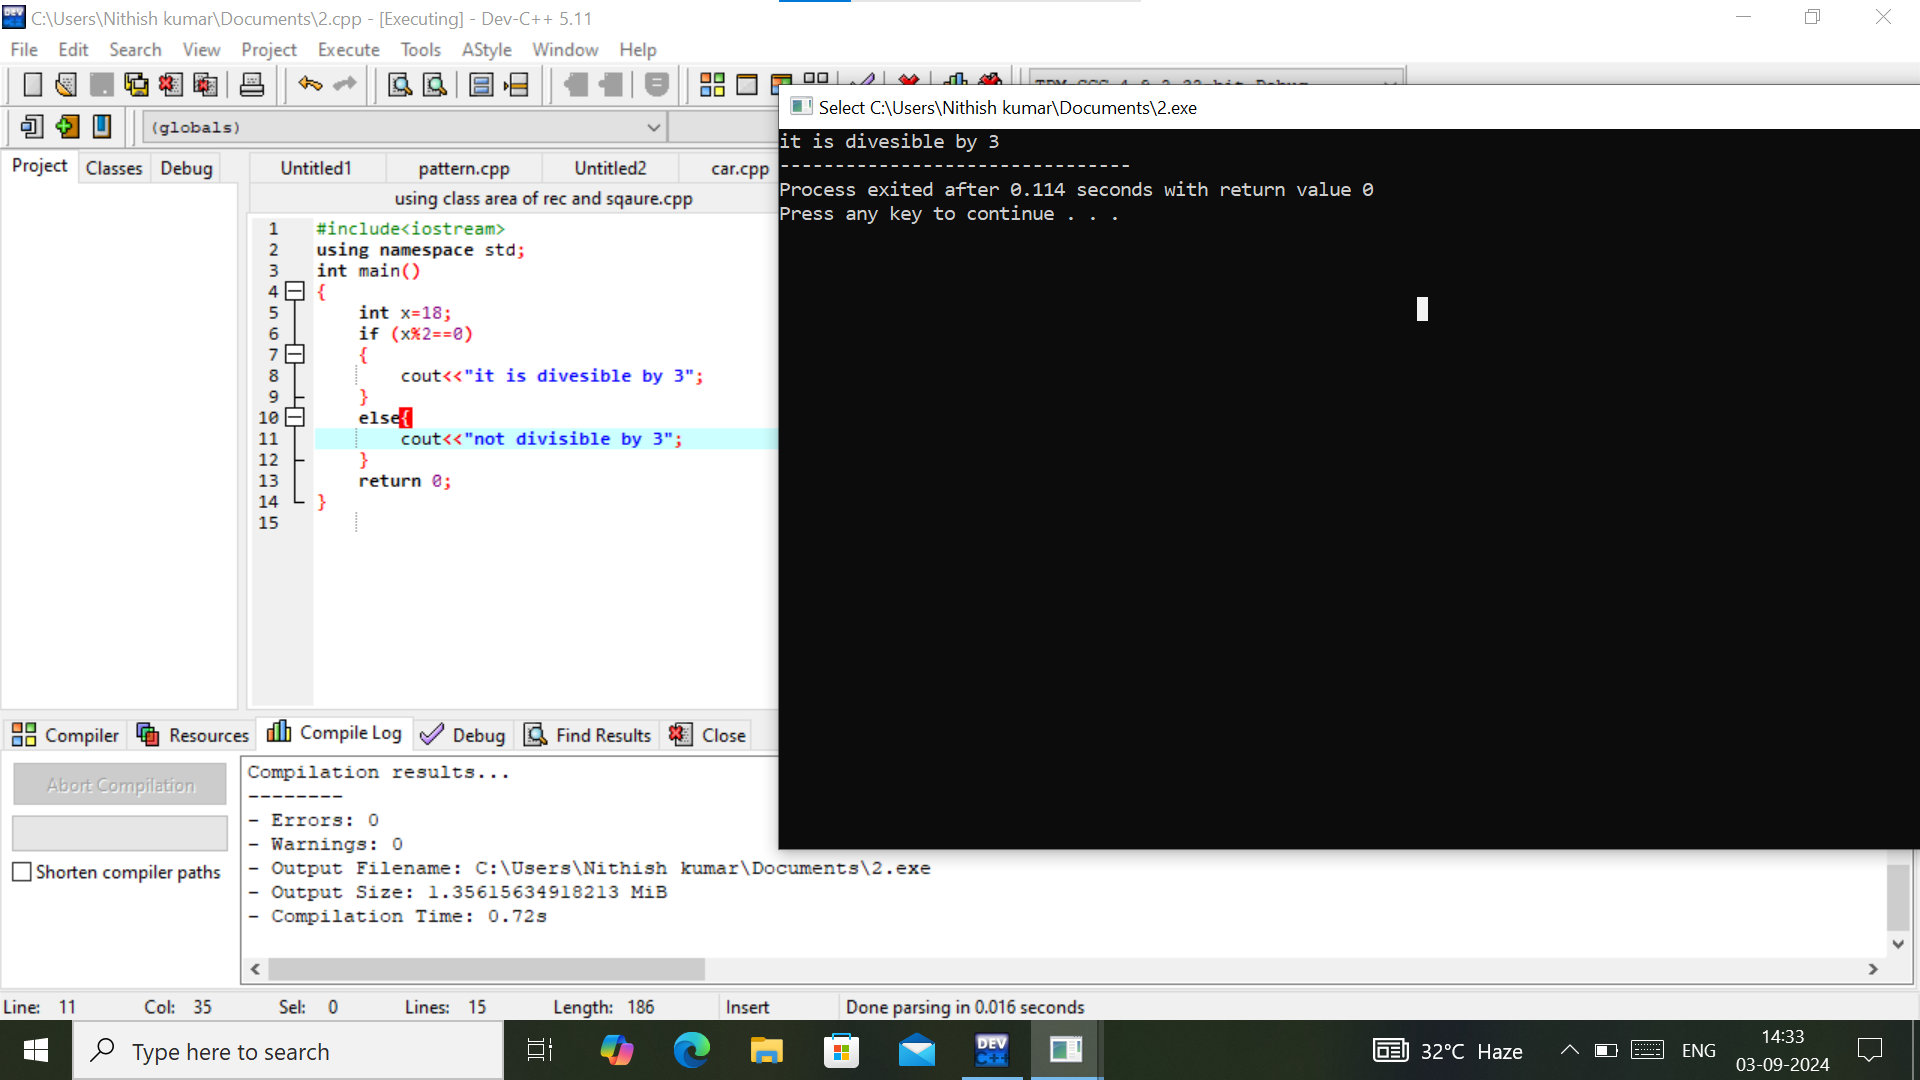 C:\Users\Nithish kumar\Documents\2.cpp - [Executing] - Dev-C++ 5.11
File Edit Search View Project Execute Tools AStyle Window Help
(globals)
Select C:\Users\Nithish kumar\Documents\2.exe
it is divesible by 3
--------------------------------
Process exited after 0.114 seconds with return value 0
Press any key to continue . . .
Project Classes Debug
Untitled1 pattern.cpp Untitled2 car.cpp
using class area of rec and sqaure.cpp
1 #include<iostream>
2 using namespace std;
3 int main()
4 {
5 int x=18;
6 if (x%2==0)
7 {
8 cout<<"it is divesible by 3";
9 }
10 else{
11 cout<<"not divisible by 3";
12 }
13 return 0;
14 }
15
Compiler Resources Compile Log Debug Find Results Close
Abort Compilation
Shorten compiler paths
Compilation results...
--------
- Errors: 0
- Warnings: 0
- Output Filename: C:\Users\Nithish kumar\Documents\2.exe
- Output Size: 1.35615634918213 MiB
- Compilation Time: 0.72s
Line: 11 Col: 35 Sel: 0 Lines: 15 Length: 186 Insert Done parsing in 0.016 seconds
Type here to search
DEV C++
32°C Haze
ENG
14:33
03-09-2024